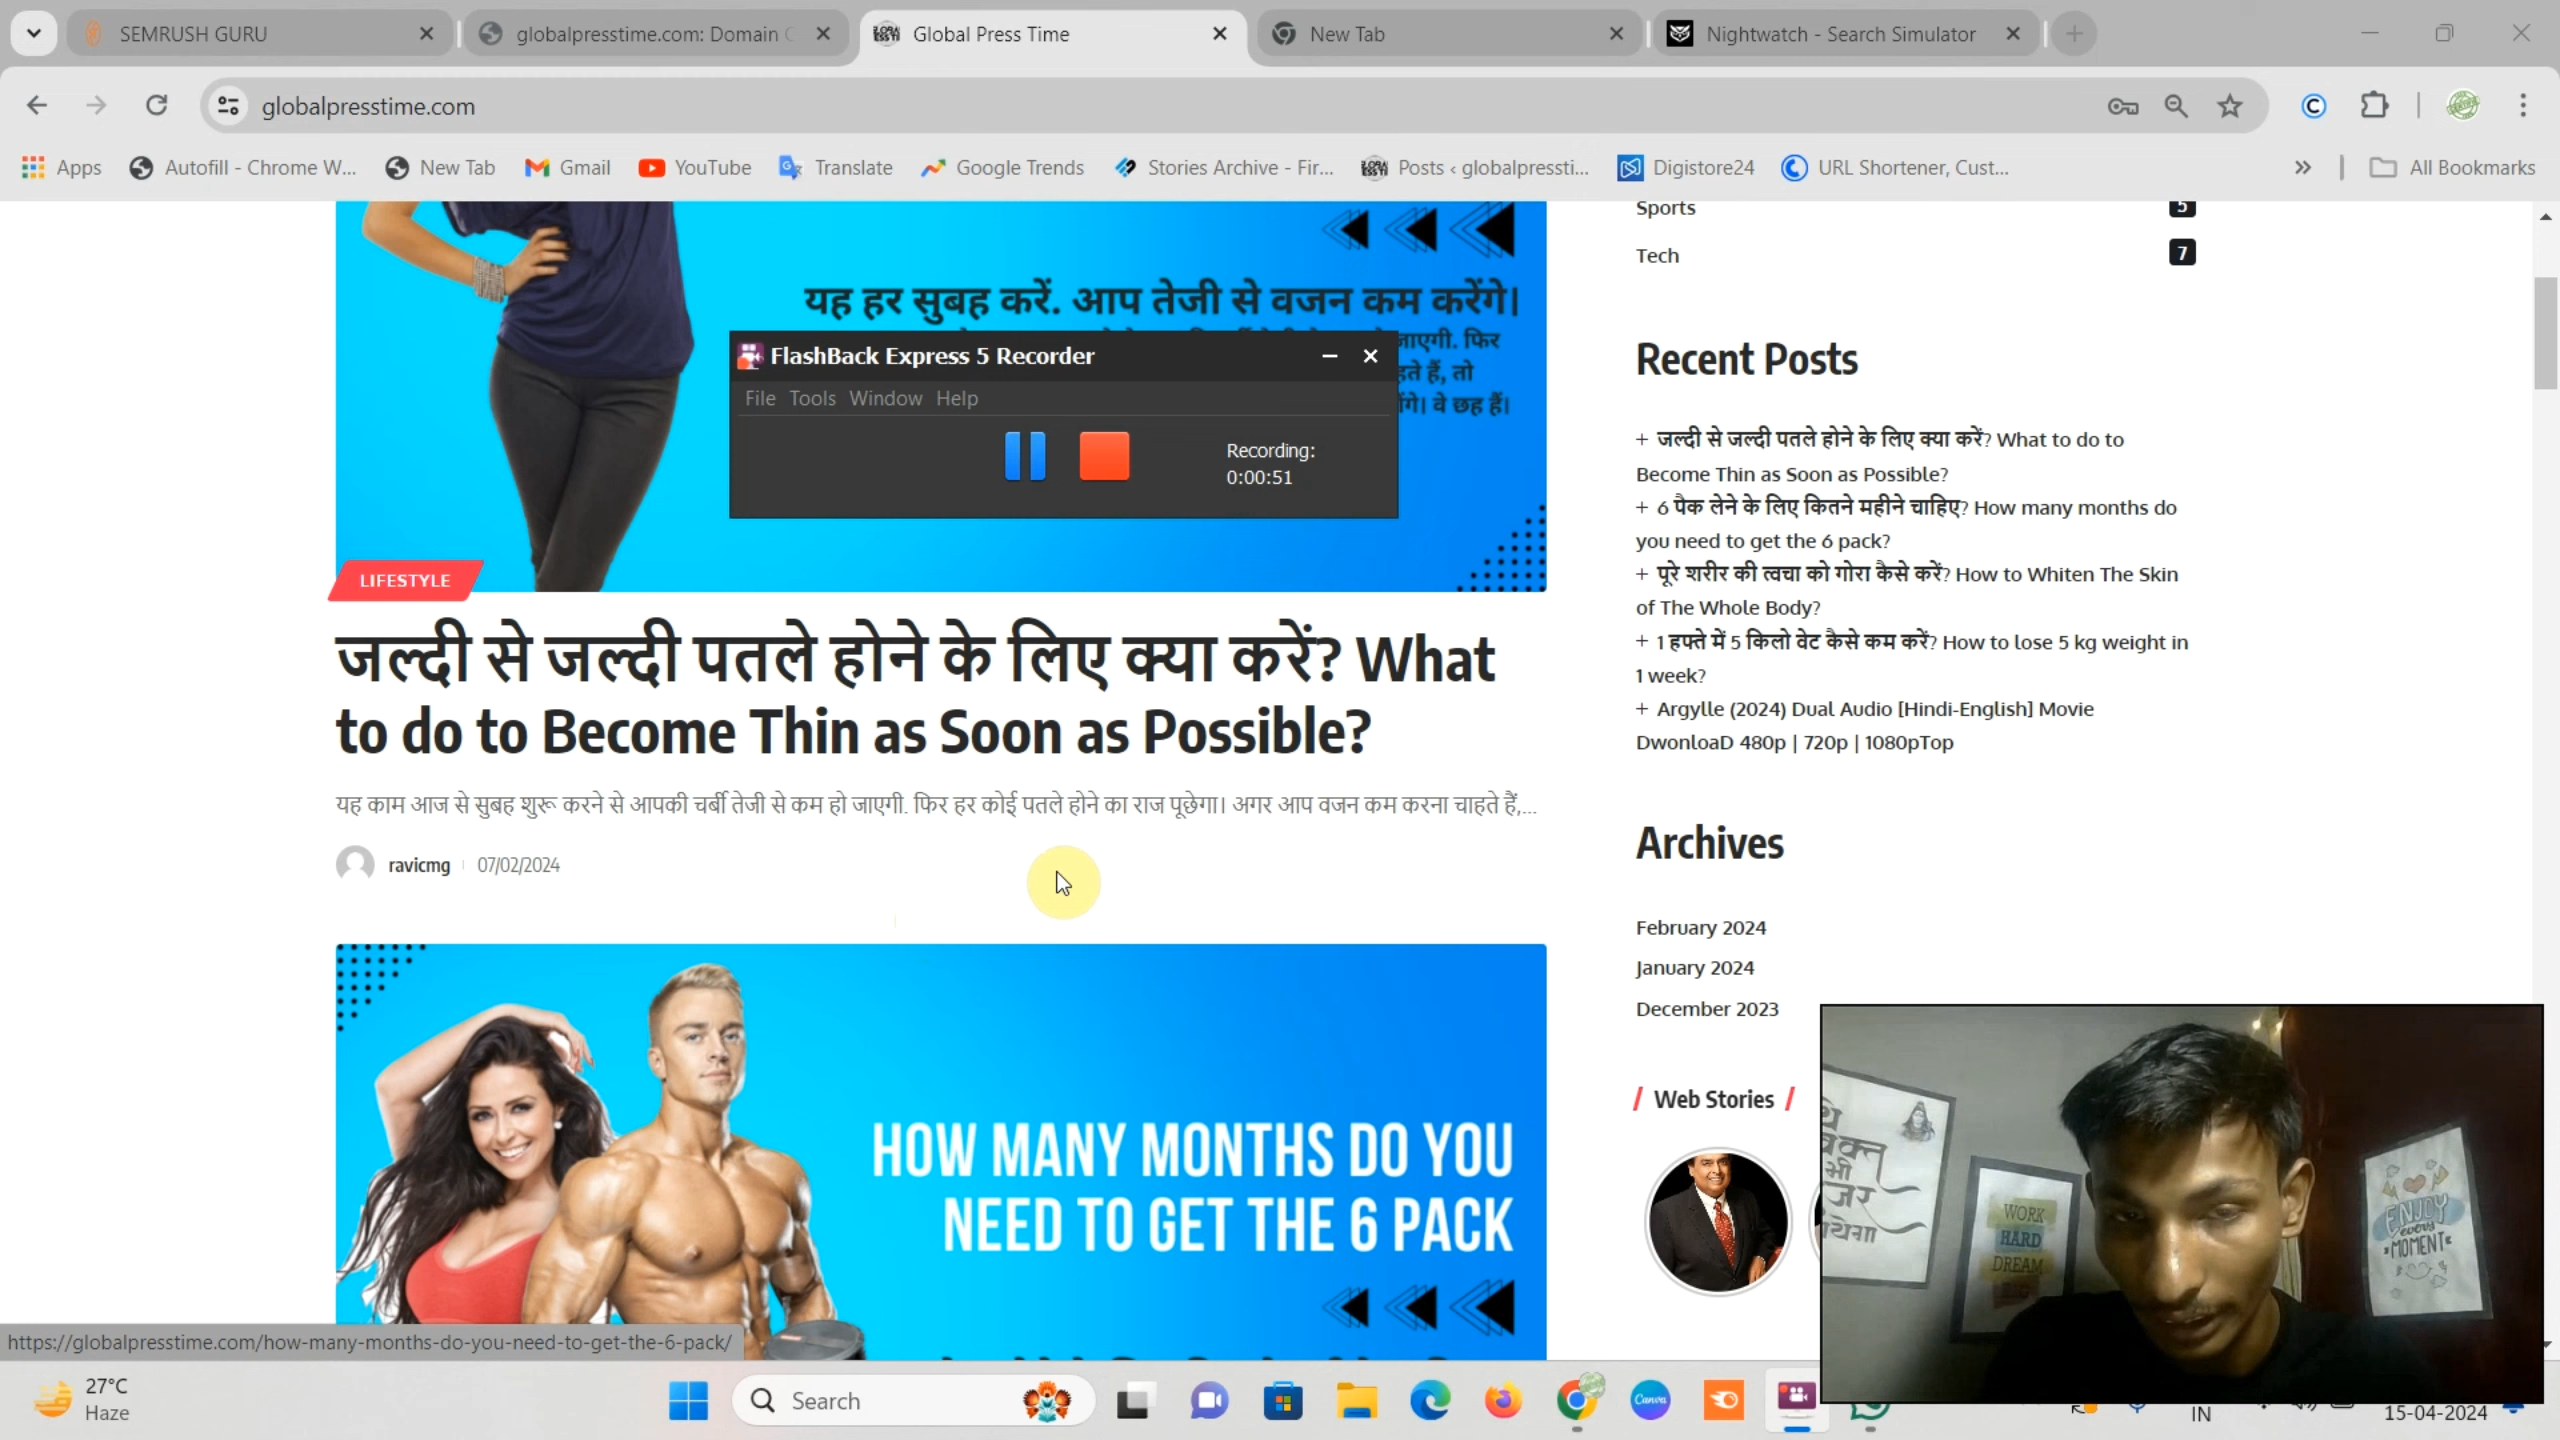 SEMRUSH GURU
globalpresstime.com: Domain
Global Press Time
New Tab
Nightwatch - Search Simulator
globalpresstime.com
Apps
Autofill - Chrome W...
New Tab
Gmail
YouTube
Translate
Google Trends
Stories Archive - Fir...
Posts ‹ globalpressti...
Digistore24
URL Shortener, Cust...
All Bookmarks
यह हर सुबह करें. आप तेजी से वजन कम करेंगे।
जाएगी. फिर
हते हैं, तो
वे छह हैं।
FlashBack Express 5 Recorder
File Tools Window Help
Recording:
0:00:51
LIFESTYLE
जल्दी से जल्दी पतले होने के लिए क्या करें? What
to do to Become Thin as Soon as Possible?
यह काम आज से सुबह शुरू करने से आपकी चर्बी तेजी से कम हो जाएगी. फिर हर कोई पतले होने का राज पूछेगा। अगर आप वजन कम करना चाहते हैं,...
ravicmg
07/02/2024
HOW MANY MONTHS DO YOU
NEED TO GET THE 6 PACK
Sports 5
Tech 7
Recent Posts
+ जल्दी से जल्दी पतले होने के लिए क्या करें? What to do to
Become Thin as Soon as Possible?
+ 6 पैक लेने के लिए कितने महीने चाहिए? How many months do
you need to get the 6 pack?
+ पूरे शरीर की त्वचा को गोरा कैसे करें? How to Whiten The Skin
of The Whole Body?
+ 1 हफ्ते में 5 किलो वेट कैसे कम करें? How to lose 5 kg weight in
1 week?
+ Argylle (2024) Dual Audio [Hindi-English] Movie
DwonloaD 480p | 720p | 1080pTop
Archives
February 2024
January 2024
December 2023
/ Web Stories /
WORK
HARD
DREAM
ENJOY
every
MOMENT
https://globalpresstime.com/how-many-months-do-you-need-to-get-the-6-pack/
27°C
Haze
Search
Canva
IN
15-04-2024